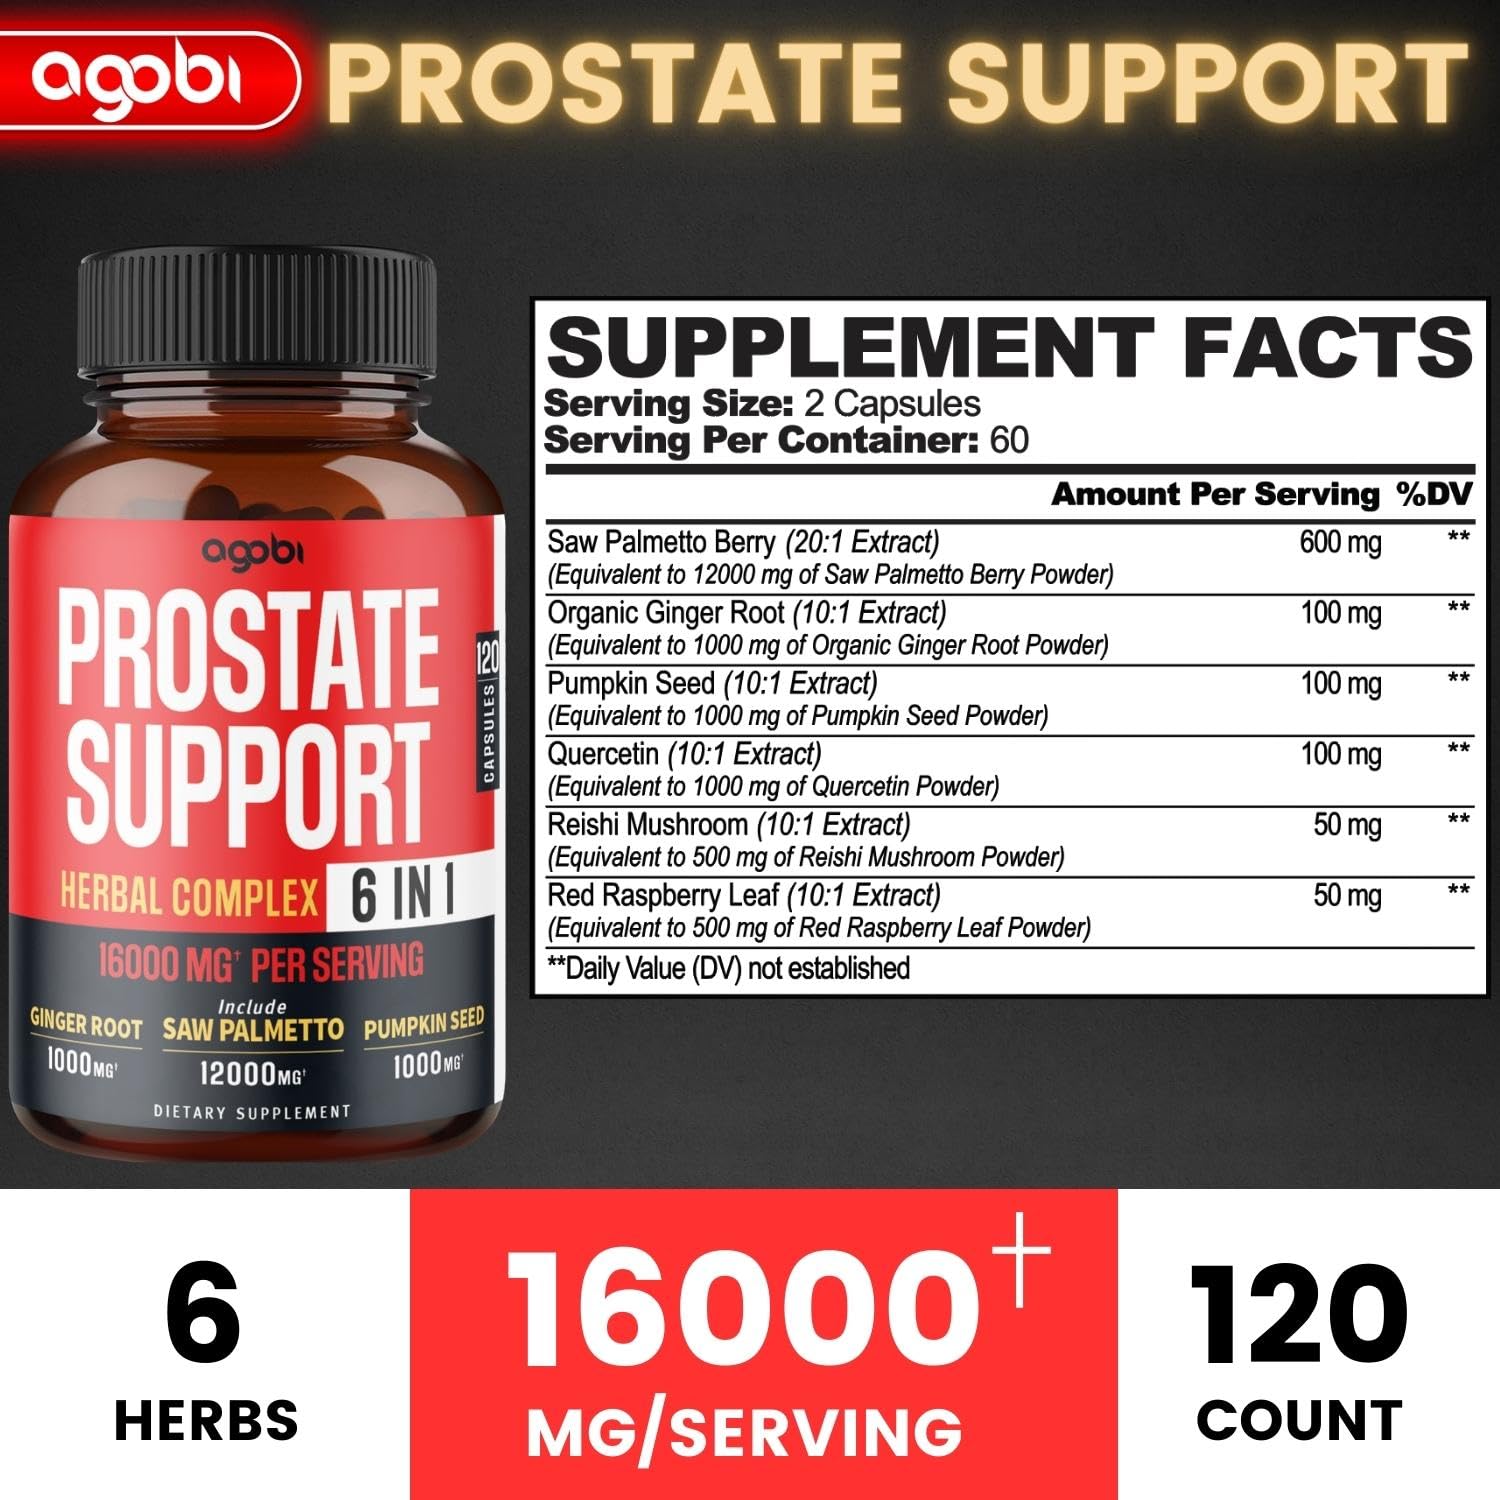 agobi PROSTATE SUPPORT
agobi
PROSTATE
SUPPORT
120
CAPSULES
HERBAL COMPLEX 6 IN 1
16000 MG† PER SERVING
Include
GINGER ROOT SAW PALMETTO PUMPKIN SEED
1000MG† 12000MG† 1000MG†
DIETARY SUPPLEMENT
SUPPLEMENT FACTS
Serving Size: 2 Capsules
Serving Per Container: 60
Amount Per Serving %DV
Saw Palmetto Berry (20:1 Extract) 600 mg **
(Equivalent to 12000 mg of Saw Palmetto Berry Powder)
Organic Ginger Root (10:1 Extract) 100 mg **
(Equivalent to 1000 mg of Organic Ginger Root Powder)
Pumpkin Seed (10:1 Extract) 100 mg **
(Equivalent to 1000 mg of Pumpkin Seed Powder)
Quercetin (10:1 Extract) 100 mg **
(Equivalent to 1000 mg of Quercetin Powder)
Reishi Mushroom (10:1 Extract) 50 mg **
(Equivalent to 500 mg of Reishi Mushroom Powder)
Red Raspberry Leaf (10:1 Extract) 50 mg **
(Equivalent to 500 mg of Red Raspberry Leaf Powder)
**Daily Value (DV) not established
6
HERBS
16000†
MG/SERVING
120
COUNT